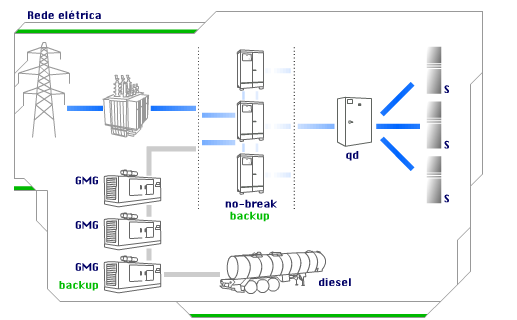 Rede elétrica
S
S
qd
GMG
S
no-break
backup
GMG
GMG
backup
diesel